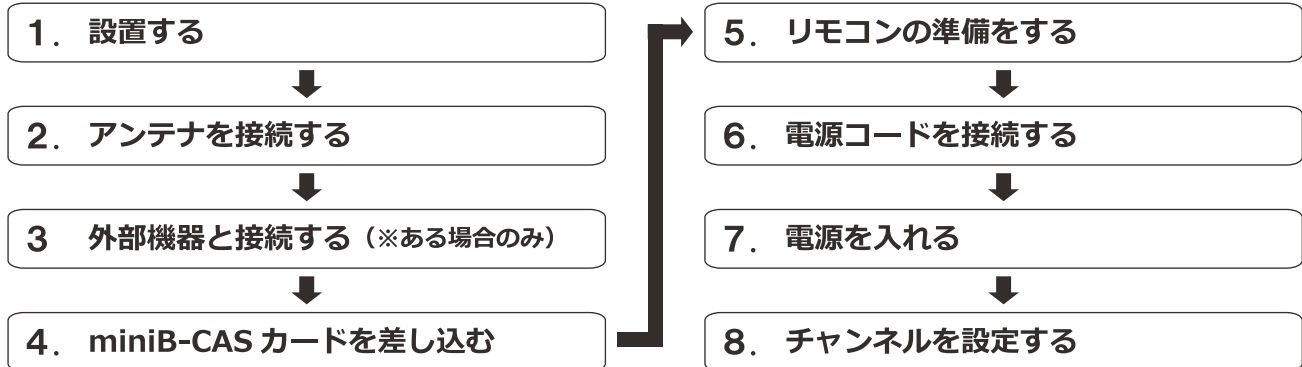 1． 設置する
2． アンテナを接続する
3 外部機器と接続する（※ある場合のみ）
4． miniB-CAS カードを差し込む
5． リモコンの準備をする
6． 電源コードを接続する
7． 電源を入れる
8． チャンネルを設定する